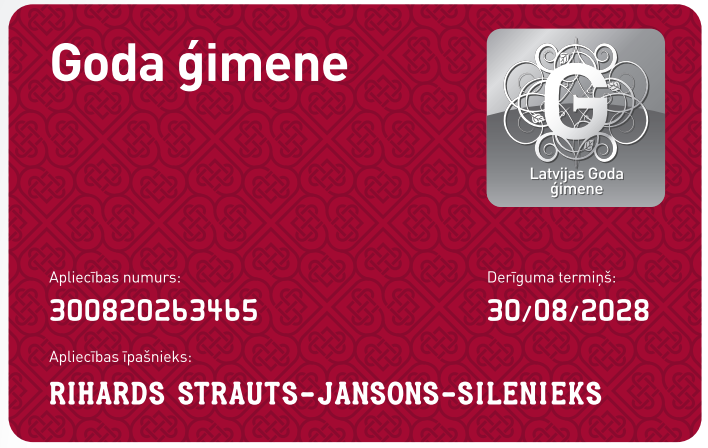 Goda ģimene
G
Latvijas Goda
ģimene
Apliecības numurs:
300820263465
Derīguma termiņš:
30/08/2028
Apliecības īpašnieks:
RIHARDS STRAUTS-JANSONS-SILENIEKS